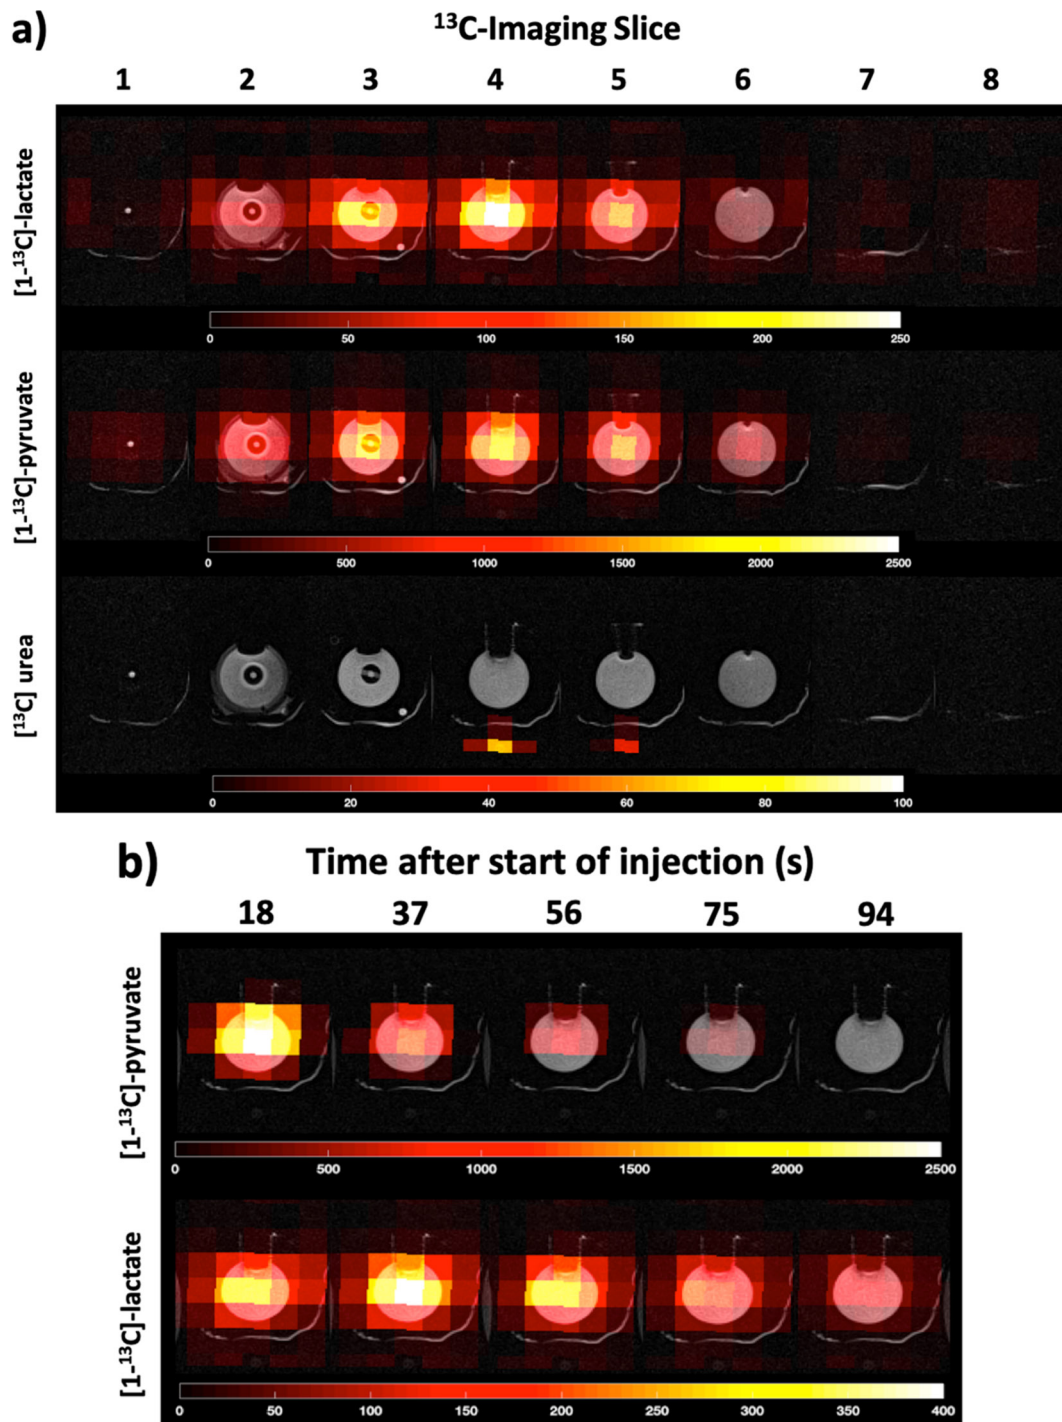 a)
¹³C-Imaging Slice
1 2 3 4 5 6 7 8
[1-¹³C]-lactate
0 50 100 150 200 250
[1-¹³C]-pyruvate
0 500 1000 1500 2000 2500
[¹³C] urea
0 20 40 60 80 100
b)
Time after start of injection (s)
18 37 56 75 94
[1-¹³C]-pyruvate
0 500 1000 1500 2000 2500
[1-¹³C]-lactate
0 50 100 150 200 250 300 350 400